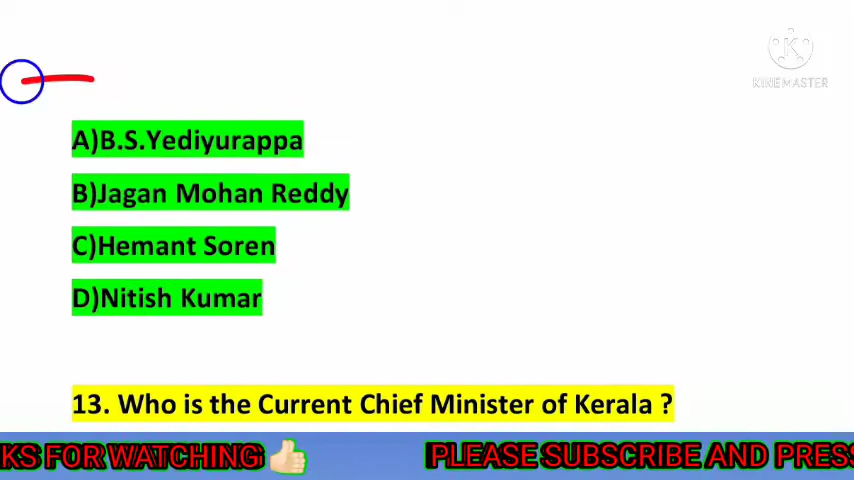 KINEMASTER
A)B.S.Yediyurappa
B)Jagan Mohan Reddy
C)Hemant Soren
D)Nitish Kumar
13. Who is the Current Chief Minister of Kerala ?
KS FOR WATCHING 👍🏻 PLEASE SUBSCRIBE AND PRESS